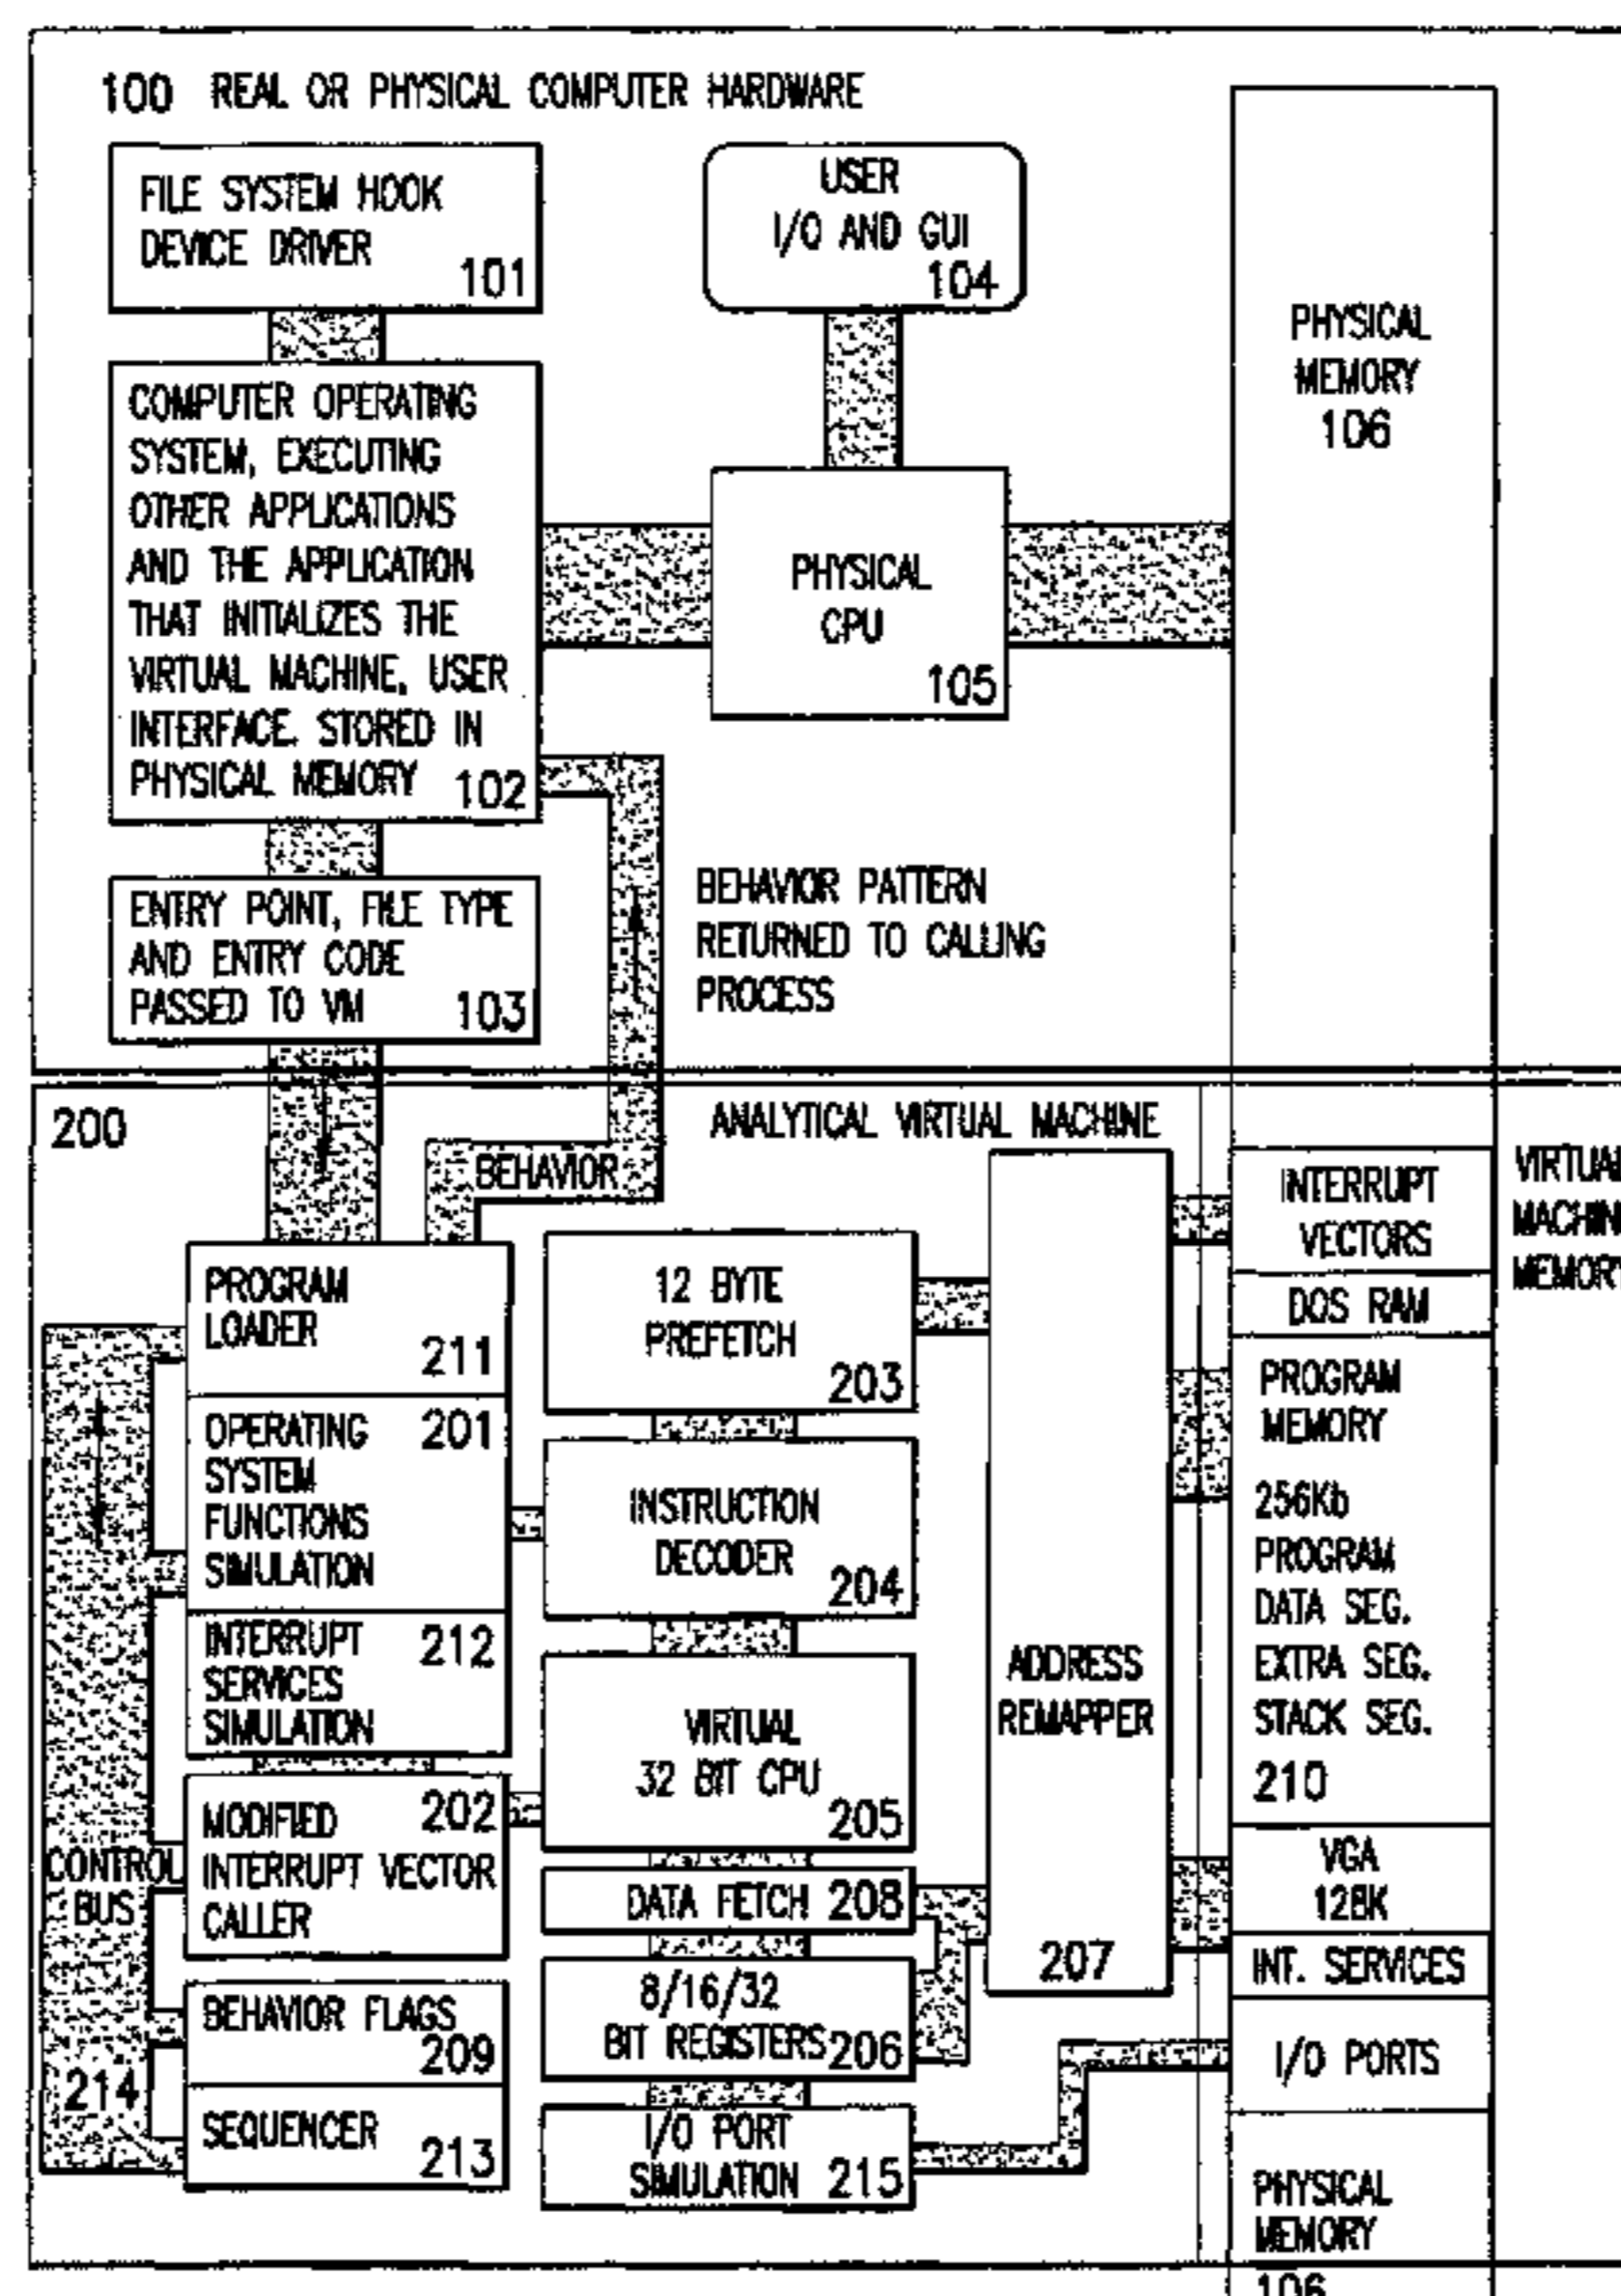 100 REAL OR PHYSICAL COMPUTER HARDWARE
FILE SYSTEM HOOK
DEVICE DRIVER
101
USER
I/O AND GUI
104
PHYSICAL
MEMORY
106
COMPUTER OPERATING
SYSTEM, EXECUTING
OTHER APPLICATIONS
AND THE APPLICATION
THAT INITIALIZES THE
VIRTUAL MACHINE, USER
INTERFACE. STORED IN
PHYSICAL MEMORY 102
PHYSICAL
CPU
105
ENTRY POINT, FILE TYPE
AND ENTRY CODE
PASSED TO VM 103
BEHAVIOR PATTERN
RETURNED TO CALLING
PROCESS
200
ANALYTICAL VIRTUAL MACHINE
BEHAVIOR
PROGRAM
LOADER
211
OPERATING 201
SYSTEM
FUNCTIONS
SIMULATION
INTERRUPT 212
SERVICES
SIMULATION
MODIFIED 202
INTERRUPT VECTOR
CALLER
CONTROL
BUS
214
BEHAVIOR FLAGS
209
SEQUENCER
213
12 BYTE
PREFETCH
203
INSTRUCTION
DECODER
204
VIRTUAL
32 BIT CPU
205
DATA FETCH 208
8/16/32
BIT REGISTERS 206
I/O PORT
SIMULATION 215
ADDRESS
REMAPPER
207
INTERRUPT
VECTORS
DOS RAM
PROGRAM
MEMORY
256Kb
PROGRAM
DATA SEG.
EXTRA SEG.
STACK SEG.
210
VGA
128K
INT. SERVICES
I/O PORTS
PHYSICAL
MEMORY
106
VIRTUAL
MACHIN
MEMORY